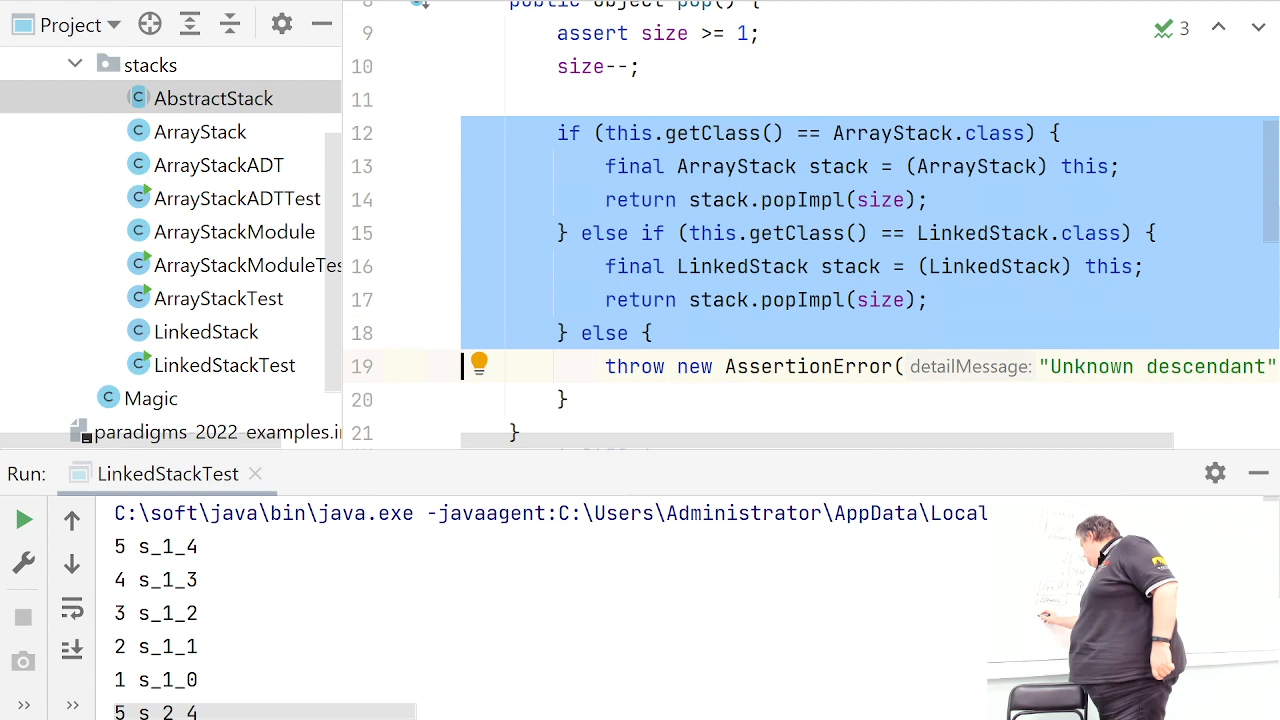 Project
stacks
AbstractStack
ArrayStack
ArrayStackADT
ArrayStackADTTest
ArrayStackModule
ArrayStackModuleTes
ArrayStackTest
LinkedStack
LinkedStackTest
Magic
paradigms-2022 examples.i
8 public Object pop() {
9 assert size >= 1;
10 size--;
11
12 if (this.getClass() == ArrayStack.class) {
13 final ArrayStack stack = (ArrayStack) this;
14 return stack.popImpl(size);
15 } else if (this.getClass() == LinkedStack.class) {
16 final LinkedStack stack = (LinkedStack) this;
17 return stack.popImpl(size);
18 } else {
19 throw new AssertionError( detailMessage: "Unknown descendant"
20 }
21 }
3
Run: LinkedStackTest
C:\soft\java\bin\java.exe -javaagent:C:\Users\Administrator\AppData\Local
5 s_1_4
4 s_1_3
3 s_1_2
2 s_1_1
1 s_1_0
5 s_2_4